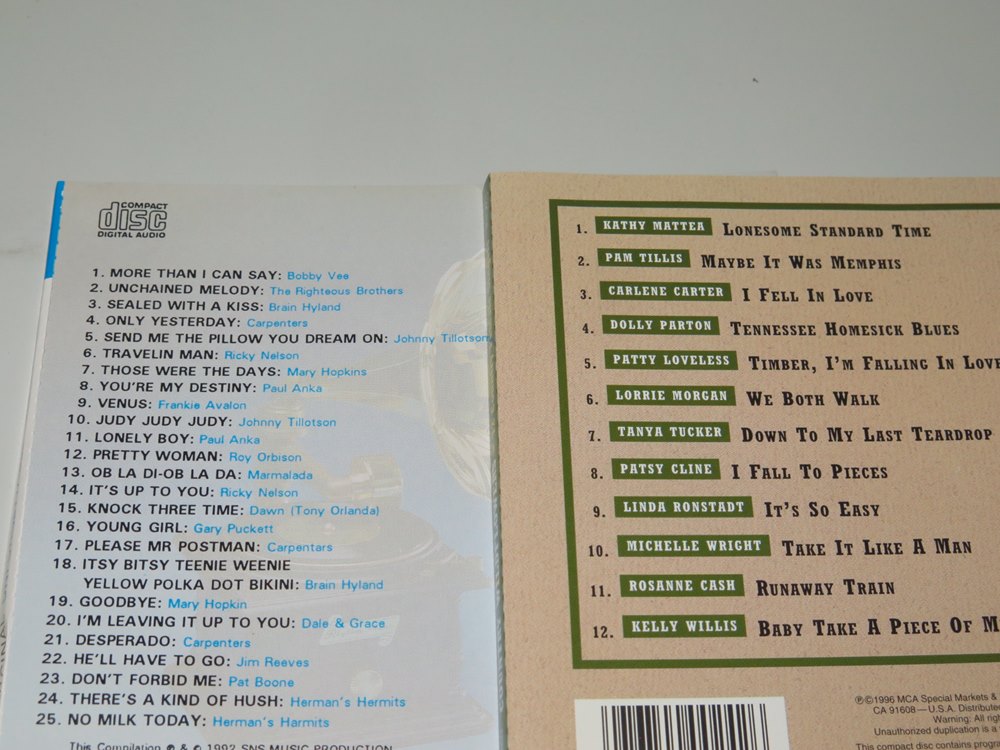 COMPACT
disc
DIGITAL AUDIO
1. MORE THAN I CAN SAY: Bobby Vee
2. UNCHAINED MELODY: The Righteous Brothers
3. SEALED WITH A KISS: Brain Hyland
4. ONLY YESTERDAY: Carpenters
5. SEND ME THE PILLOW YOU DREAM ON: Johnny Tillotson
6. TRAVELIN MAN: Ricky Nelson
7. THOSE WERE THE DAYS: Mary Hopkins
8. YOU'RE MY DESTINY: Paul Anka
9. VENUS: Frankie Avalon
10. JUDY JUDY JUDY: Johnny Tillotson
11. LONELY BOY: Paul Anka
12. PRETTY WOMAN: Roy Orbison
13. OB LA DI-OB LA DA: Marmalada
14. IT'S UP TO YOU: Ricky Nelson
15. KNOCK THREE TIME: Dawn (Tony Orlanda)
16. YOUNG GIRL: Gary Puckett
17. PLEASE MR POSTMAN: Carpentars
18. ITSY BITSY TEENIE WEENIE
YELLOW POLKA DOT BIKINI: Brain Hyland
19. GOODBYE: Mary Hopkin
20. I'M LEAVING IT UP TO YOU: Dale & Grace
21. DESPERADO: Carpenters
22. HE'LL HAVE TO GO: Jim Reeves
23. DON'T FORBID ME: Pat Boone
24. THERE'S A KIND OF HUSH: Herman's Hermits
25. NO MILK TODAY: Herman's Harmits
This Compilation ℗ & © 1992 SNS MUSIC PRODUCTION
1. KATHY MATTEA LONESOME STANDARD TIME
2. PAM TILLIS MAYBE IT WAS MEMPHIS
3. CARLENE CARTER I FELL IN LOVE
4. DOLLY PARTON TENNESSEE HOMESICK BLUES
5. PATTY LOVELESS TIMBER, I'M FALLING IN LOVE
6. LORRIE MORGAN WE BOTH WALK
7. TANYA TUCKER DOWN TO MY LAST TEARDROP
8. PATSY CLINE I FALL TO PIECES
9. LINDA RONSTADT IT'S SO EASY
10. MICHELLE WRIGHT TAKE IT LIKE A MAN
11. ROSANNE CASH RUNAWAY TRAIN
12. KELLY WILLIS BABY TAKE A PIECE OF M
℗©1996 MCA Special Markets &
CA 91608—U.S.A. Distribute
Warning: All righ
Unauthorized duplication is a
This compact disc contains progra